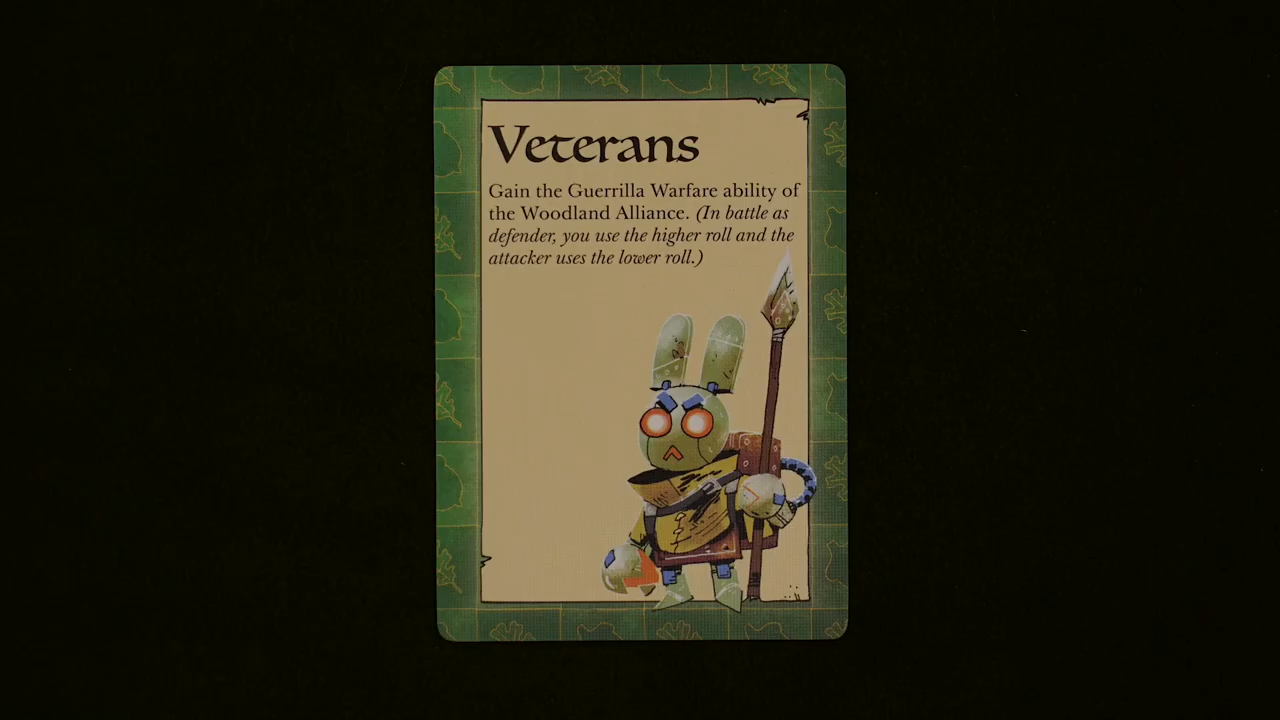 Veterans
Gain the Guerrilla Warfare ability of
the Woodland Alliance. (In battle as
defender, you use the higher roll and the
attacker uses the lower roll.)